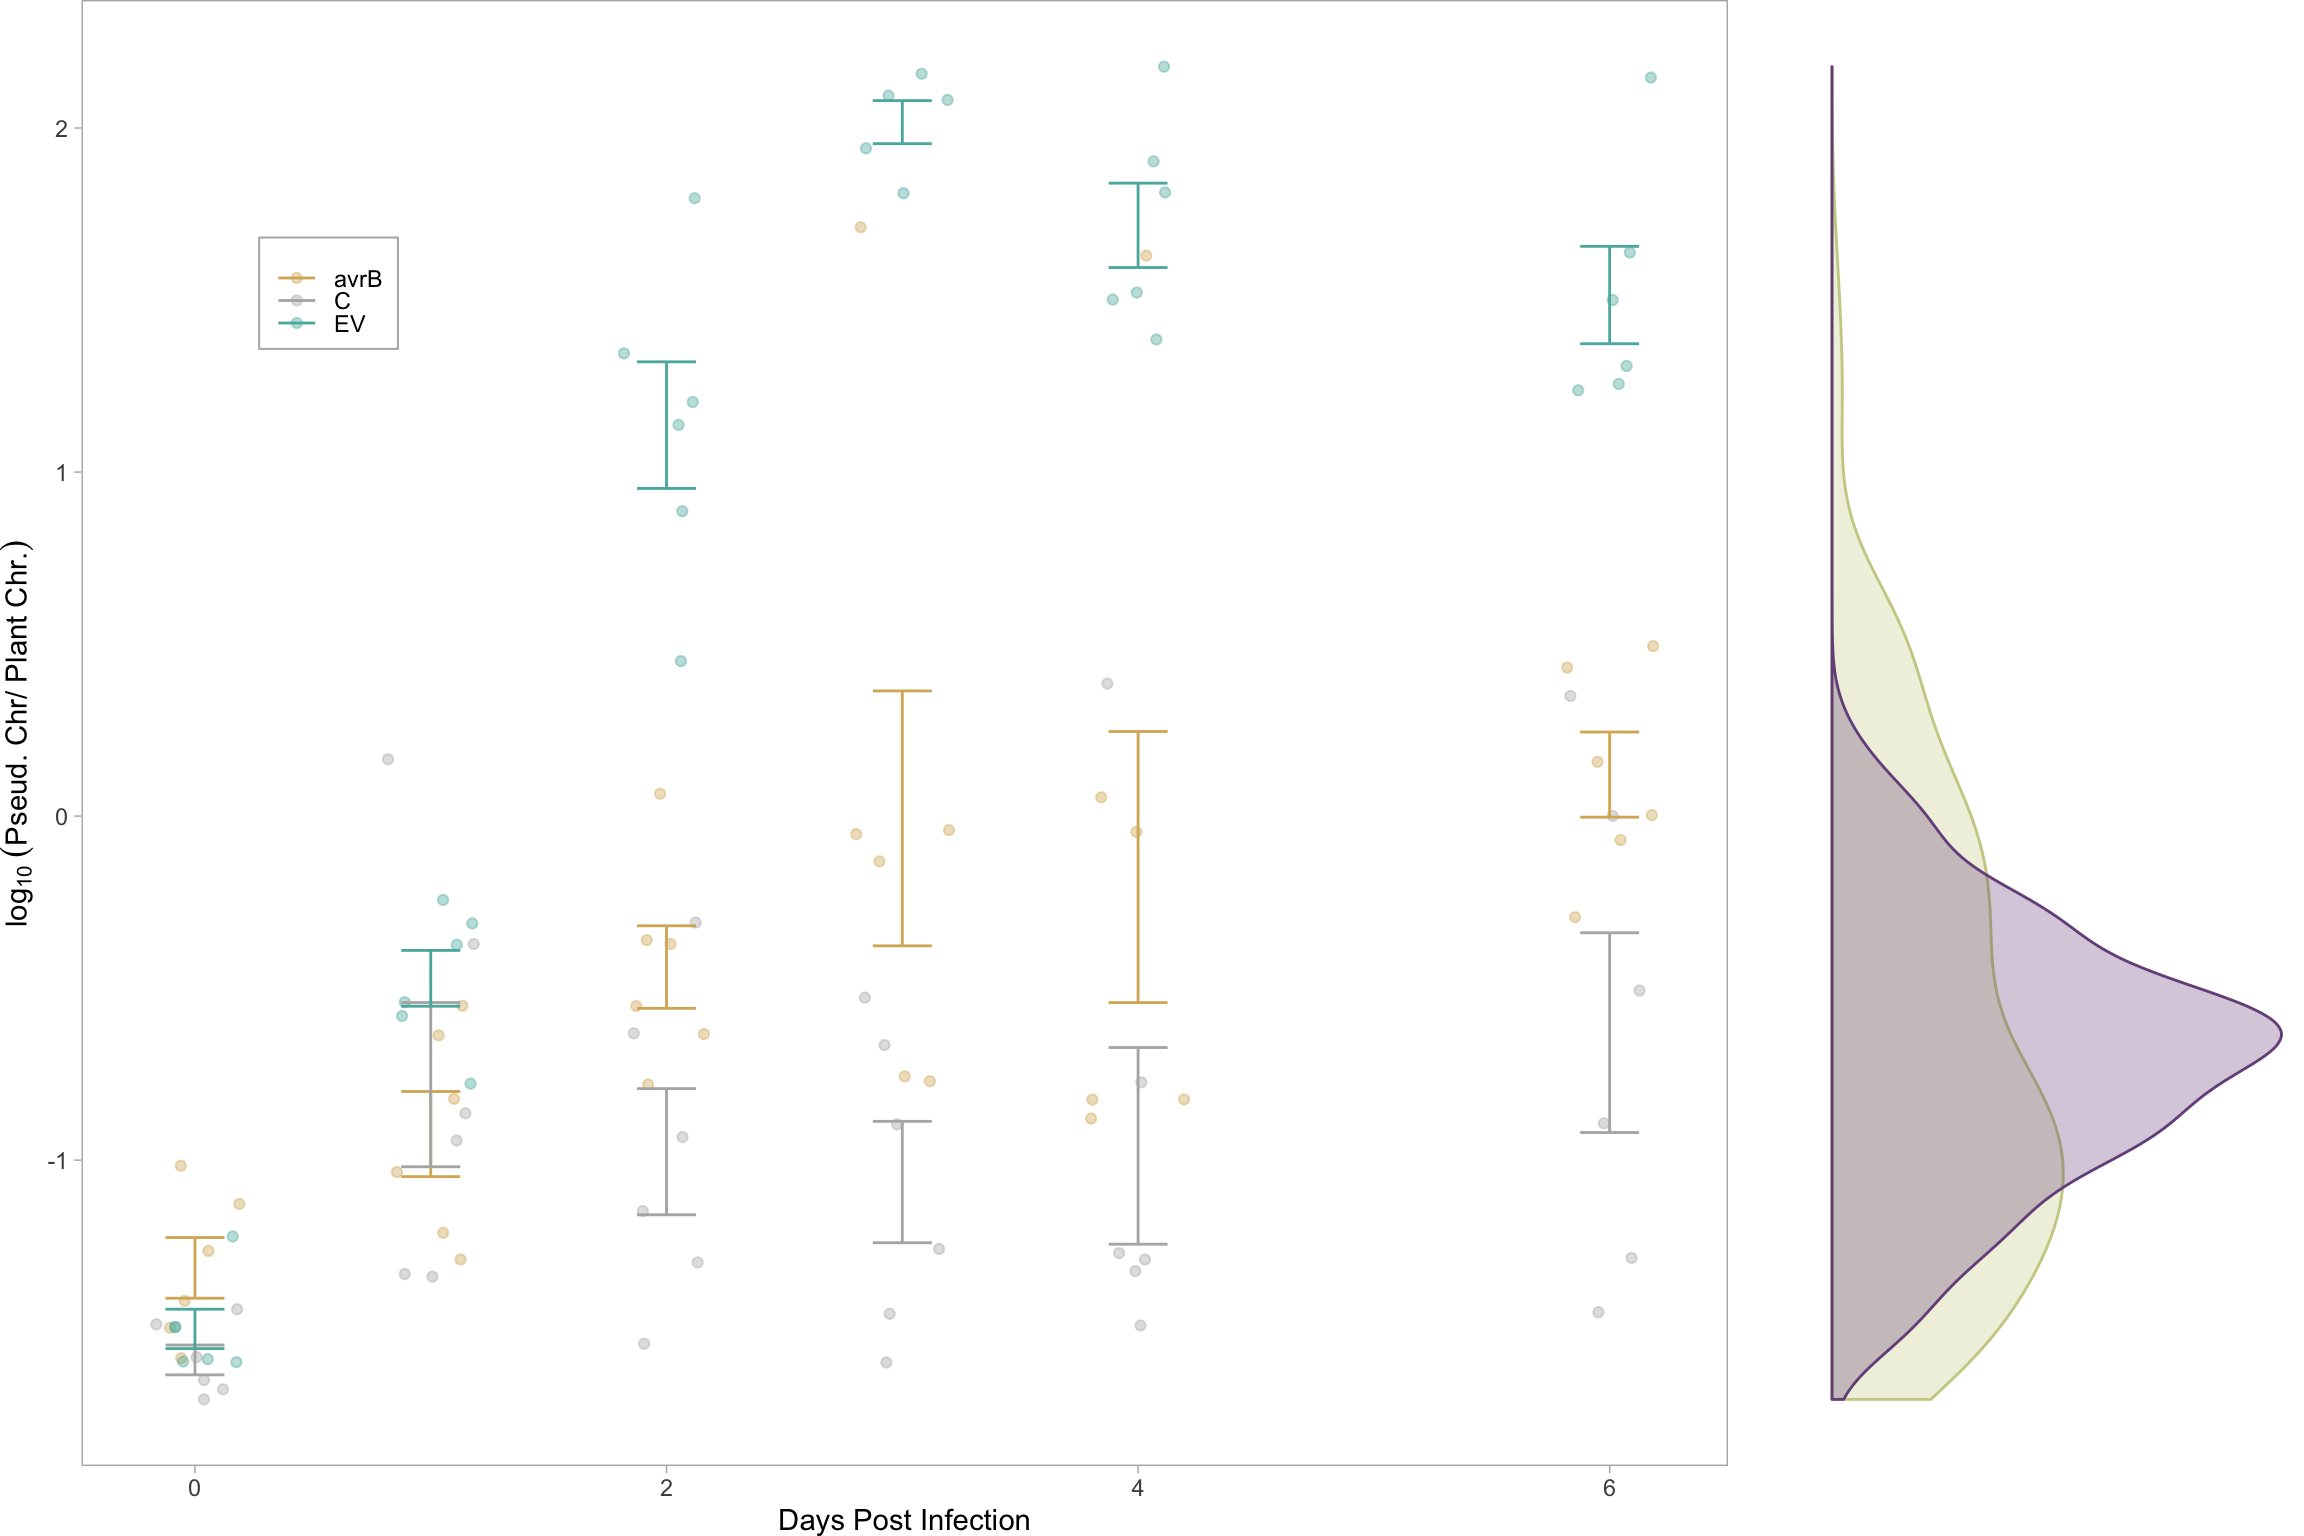 log10(Pseud. Chr/ Plant Chr.)
2
1
0
-1
avrB
C
EV
0 2 4 6
Days Post Infection